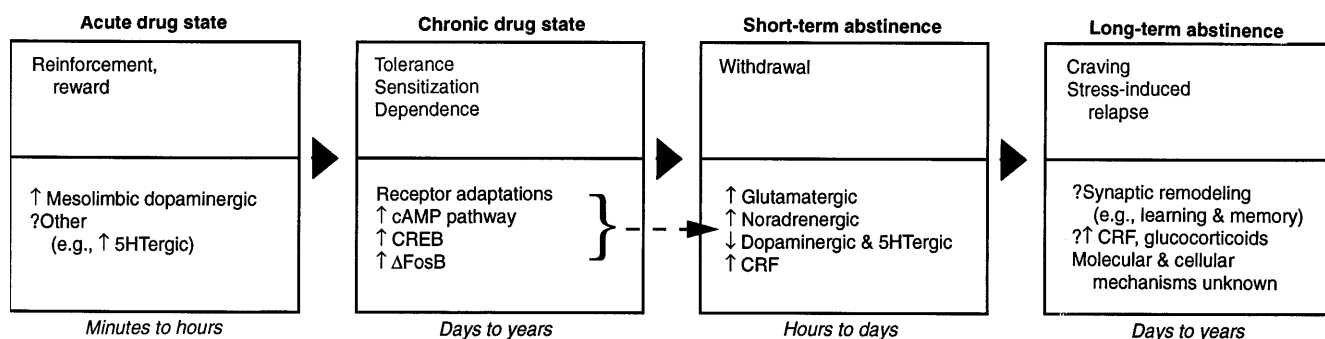 Acute drug state
Reinforcement,
reward
↑ Mesolimbic dopaminergic
?Other
(e.g., ↑ 5HTergic)
Minutes to hours
Chronic drug state
Tolerance
Sensitization
Dependence
Receptor adaptations
↑ cAMP pathway
↑ CREB
↑ ΔFosB
Days to years
Short-term abstinence
Withdrawal
↑ Glutamatergic
↑ Noradrenergic
↓ Dopaminergic & 5HTergic
↑ CRF
Hours to days
Long-term abstinence
Craving
Stress-induced
relapse
?Synaptic remodeling
(e.g., learning & memory)
?↑ CRF, glucocorticoids
Molecular & cellular
mechanisms unknown
Days to years